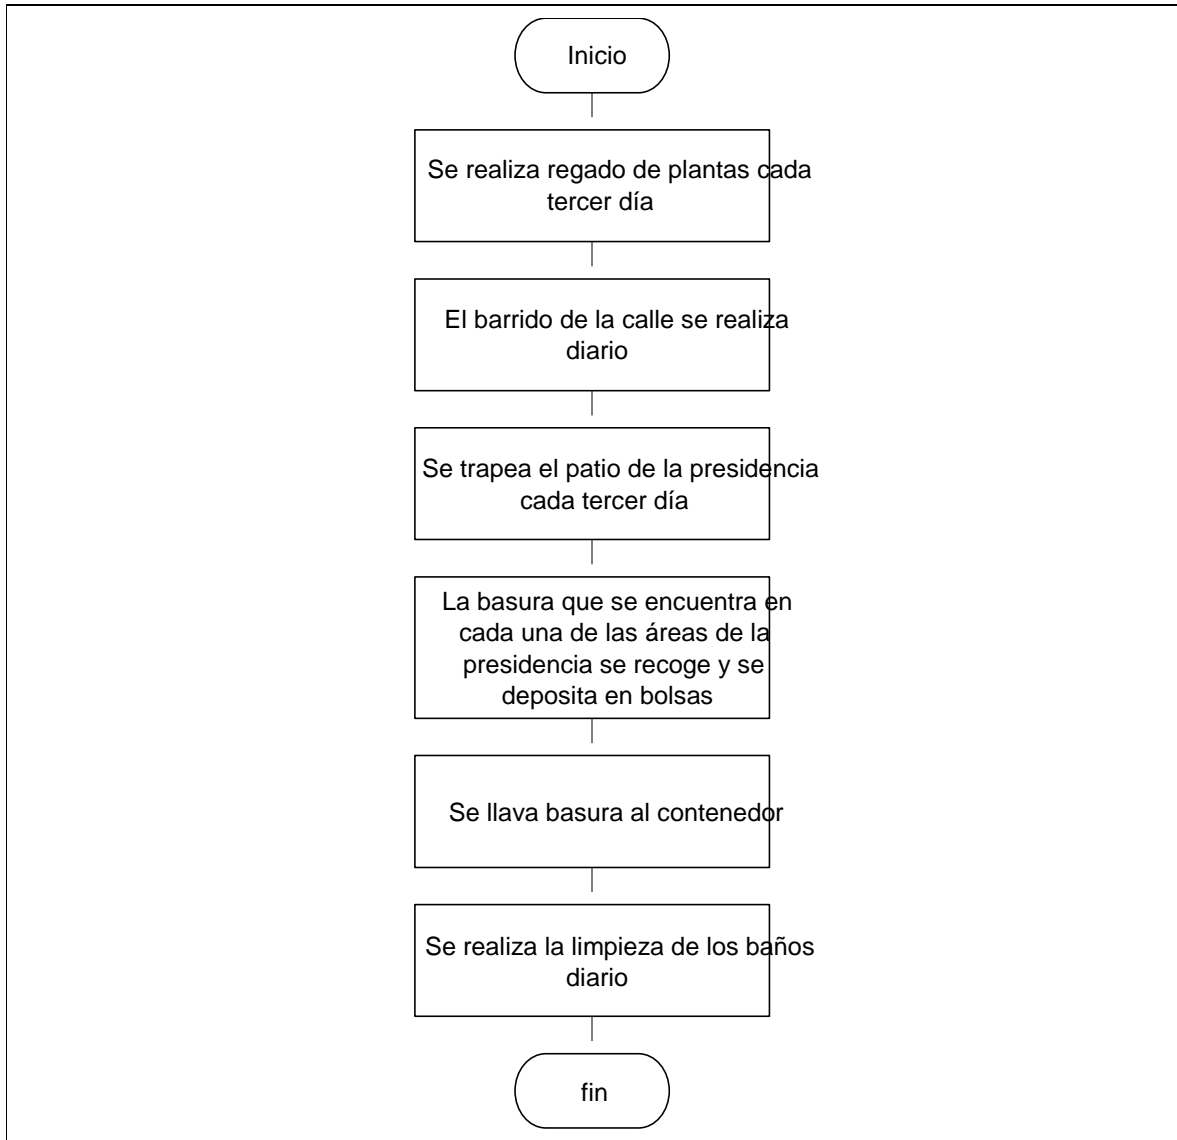 Inicio
Se realiza regado de plantas cada
tercer día
El barrido de la calle se realiza
diario
Se trapea el patio de la presidencia
cada tercer día
La basura que se encuentra en
cada una de las áreas de la
presidencia se recoge y se
deposita en bolsas
Se llava basura al contenedor
Se realiza la limpieza de los baños
diario
fin